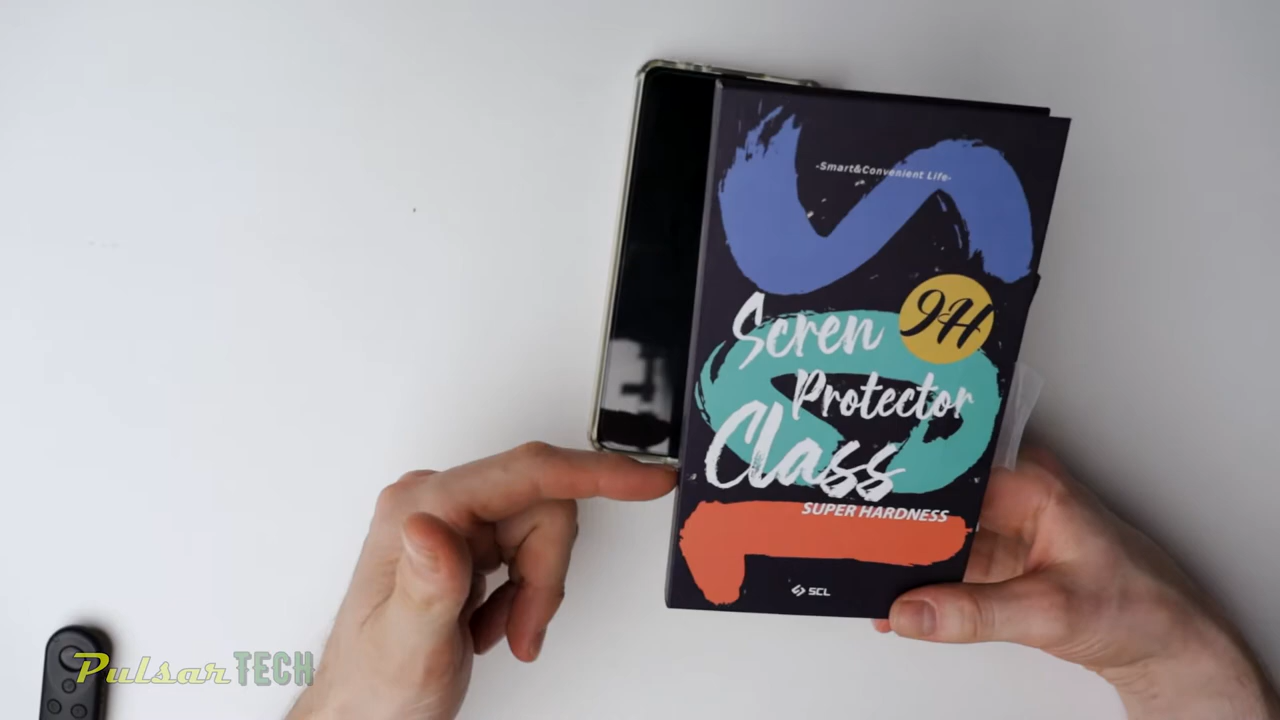 -Smart&Convenient Life-
9H
Scren
Protector
Class
SUPER HARDNESS
SCL
PulsarTECH